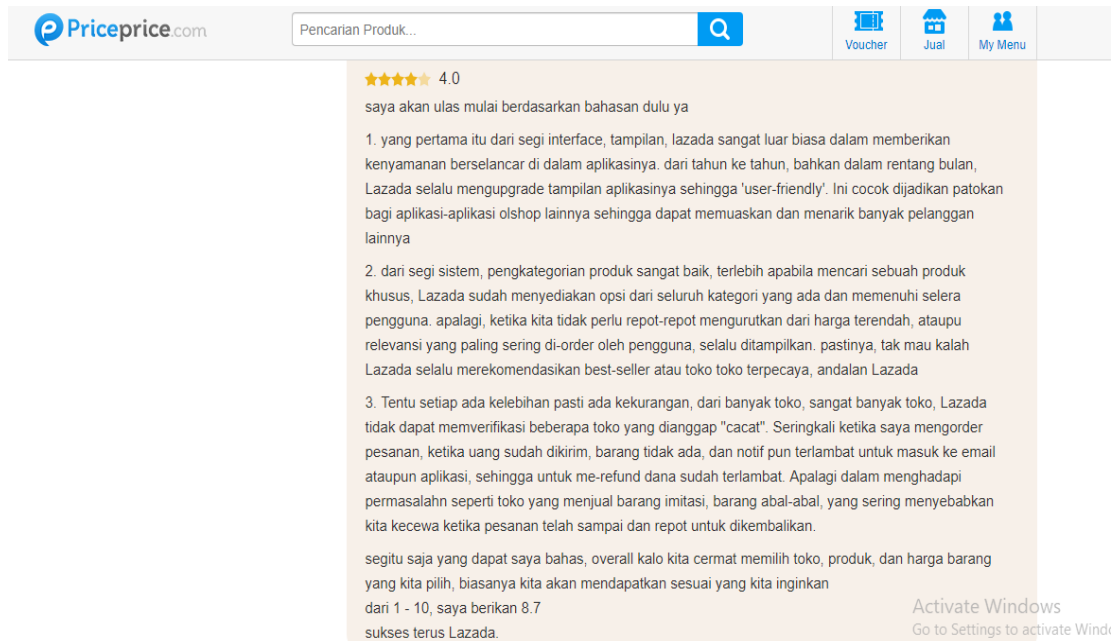 Priceprice.com
Pencarian Produk...
Voucher
Jual
My Menu
4.0
saya akan ulas mulai berdasarkan bahasan dulu ya
1. yang pertama itu dari segi interface, tampilan, lazada sangat luar biasa dalam memberikan
kenyamanan berselancar di dalam aplikasinya. dari tahun ke tahun, bahkan dalam rentang bulan,
Lazada selalu mengupgrade tampilan aplikasinya sehingga 'user-friendly'. Ini cocok dijadikan patokan
bagi aplikasi-aplikasi olshop lainnya sehingga dapat memuaskan dan menarik banyak pelanggan
lainnya
2. dari segi sistem, pengkategorian produk sangat baik, terlebih apabila mencari sebuah produk
khusus, Lazada sudah menyediakan opsi dari seluruh kategori yang ada dan memenuhi selera
pengguna. apalagi, ketika kita tidak perlu repot-repot mengurutkan dari harga terendah, ataupu
relevansi yang paling sering di-order oleh pengguna, selalu ditampilkan. pastinya, tak mau kalah
Lazada selalu merekomendasikan best-seller atau toko toko terpecaya, andalan Lazada
3. Tentu setiap ada kelebihan pasti ada kekurangan, dari banyak toko, sangat banyak toko, Lazada
tidak dapat memverifikasi beberapa toko yang dianggap "cacat". Seringkali ketika saya mengorder
pesanan, ketika uang sudah dikirim, barang tidak ada, dan notif pun terlambat untuk masuk ke email
ataupun aplikasi, sehingga untuk me-refund dana sudah terlambat. Apalagi dalam menghadapi
permasalahn seperti toko yang menjual barang imitasi, barang abal-abal, yang sering menyebabkan
kita kecewa ketika pesanan telah sampai dan repot untuk dikembalikan.
segitu saja yang dapat saya bahas, overall kalo kita cermat memilih toko, produk, dan harga barang
yang kita pilih, biasanya kita akan mendapatkan sesuai yang kita inginkan
dari 1 - 10, saya berikan 8.7
sukses terus Lazada.
Activate Windows
Go to Settings to activate Wind